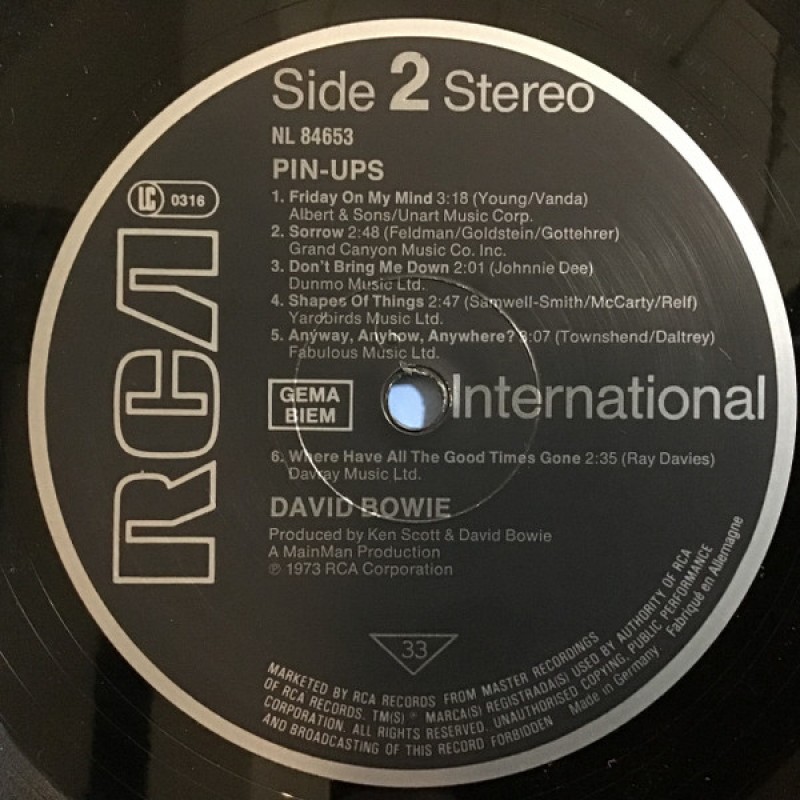 Side 2 Stereo
NL 84653
PIN-UPS
LC 0316
1. Friday On My Mind 3:18 (Young/Vanda)
Albert & Sons/Unart Music Corp.
2. Sorrow 2:48 (Feldman/Goldstein/Gottehrer)
Grand Canyon Music Co. Inc.
3. Don't Bring Me Down 2:01 (Johnnie Dee)
Dunmo Music Ltd.
4. Shapes Of Things 2:47 (Samwell-Smith/McCarty/Relf)
Yardbirds Music Ltd.
5. Anyway, Anyhow, Anywhere? 3:07 (Townshend/Daltrey)
Fabulous Music Ltd.
RCA
GEMA
BIEM
International
6. Where Have All The Good Times Gone 2:35 (Ray Davies)
Davray Music Ltd.
DAVID BOWIE
Produced by Ken Scott & David Bowie
A MainMan Production
℗ 1973 RCA Corporation
33
MARKETED BY RCA RECORDS FROM MASTER RECORDINGS
OF RCA RECORDS. TM(S) ® MARCA(S) REGISTRADA(S) USED BY AUTHORITY OF RCA
CORPORATION. ALL RIGHTS RESERVED. UNAUTHORISED COPYING, PUBLIC PERFORMANCE
AND BROADCASTING OF THIS RECORD FORBIDDEN Made in Germany. Fabriqué en Allemagne